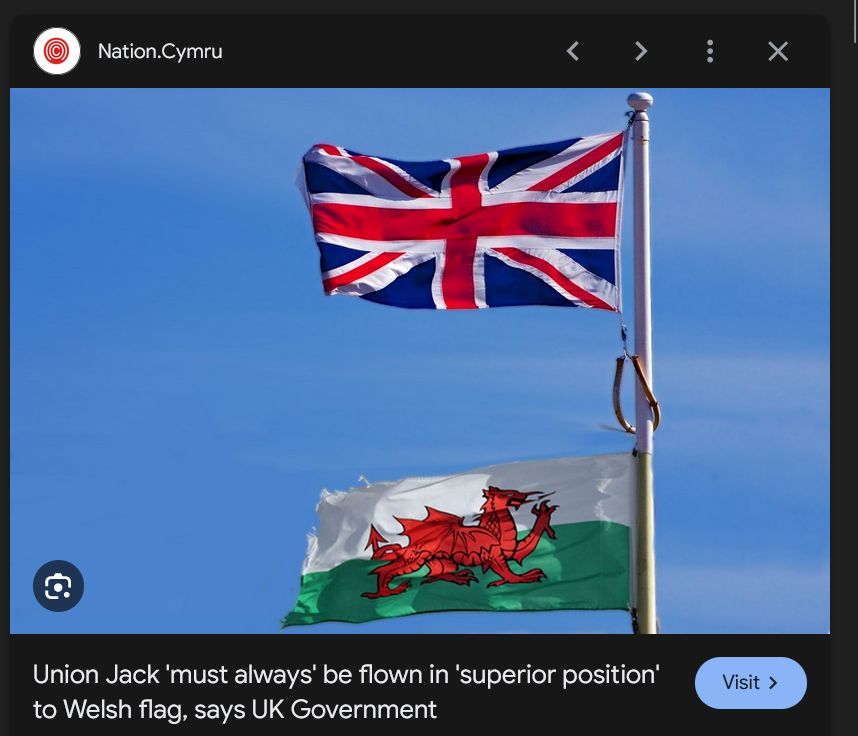 Nation.Cymru
Union Jack 'must always' be flown in 'superior position'
to Welsh flag, says UK Government
Visit